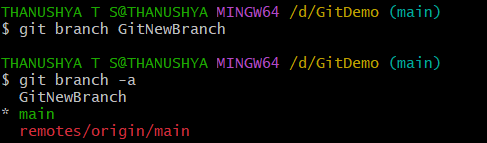 THANUSHYA T S@THANUSHYA MINGW64 /d/GitDemo (main)
$ git branch GitNewBranch
THANUSHYA T S@THANUSHYA MINGW64 /d/GitDemo (main)
$ git branch -a
  GitNewBranch
* main
  remotes/origin/main